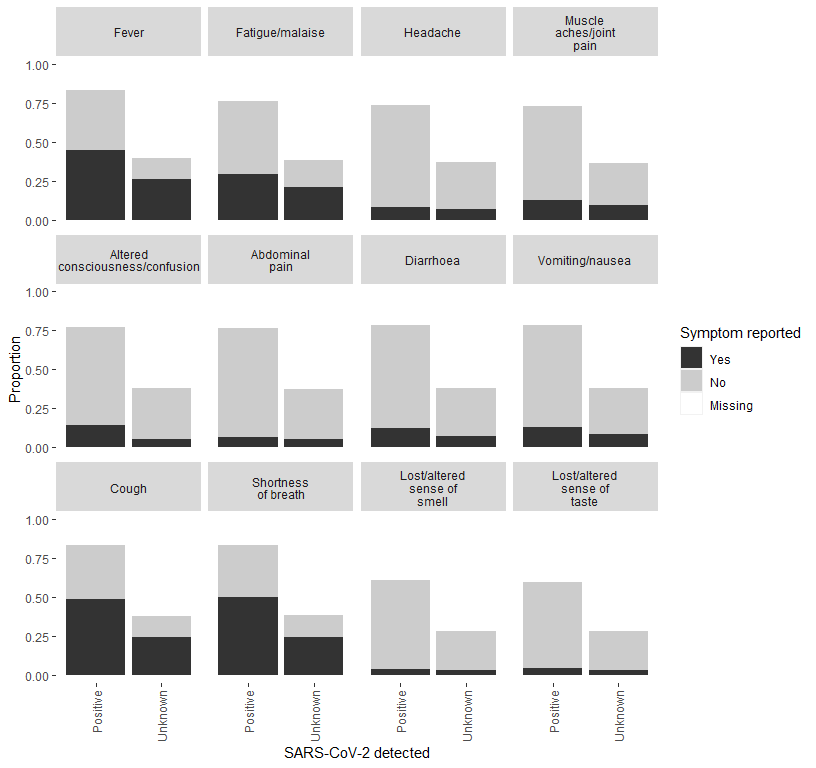 Fever
Fatigue/malaise
Headache
Muscle
aches/joint
pain
1.00
0.75
0.50
0.25
0.00
Altered
consciousness/confusion
Abdominal
pain
Diarrhoea
Vomiting/nausea
1.00
0.75
0.50
0.25
0.00
Proportion
Cough
Shortness
of breath
Lost/altered
sense of
smell
Lost/altered
sense of
taste
1.00
0.75
0.50
0.25
0.00
Positive
Unknown
Positive
Unknown
Positive
Unknown
Positive
Unknown
SARS-CoV-2 detected
Symptom reported
Yes
No
Missing